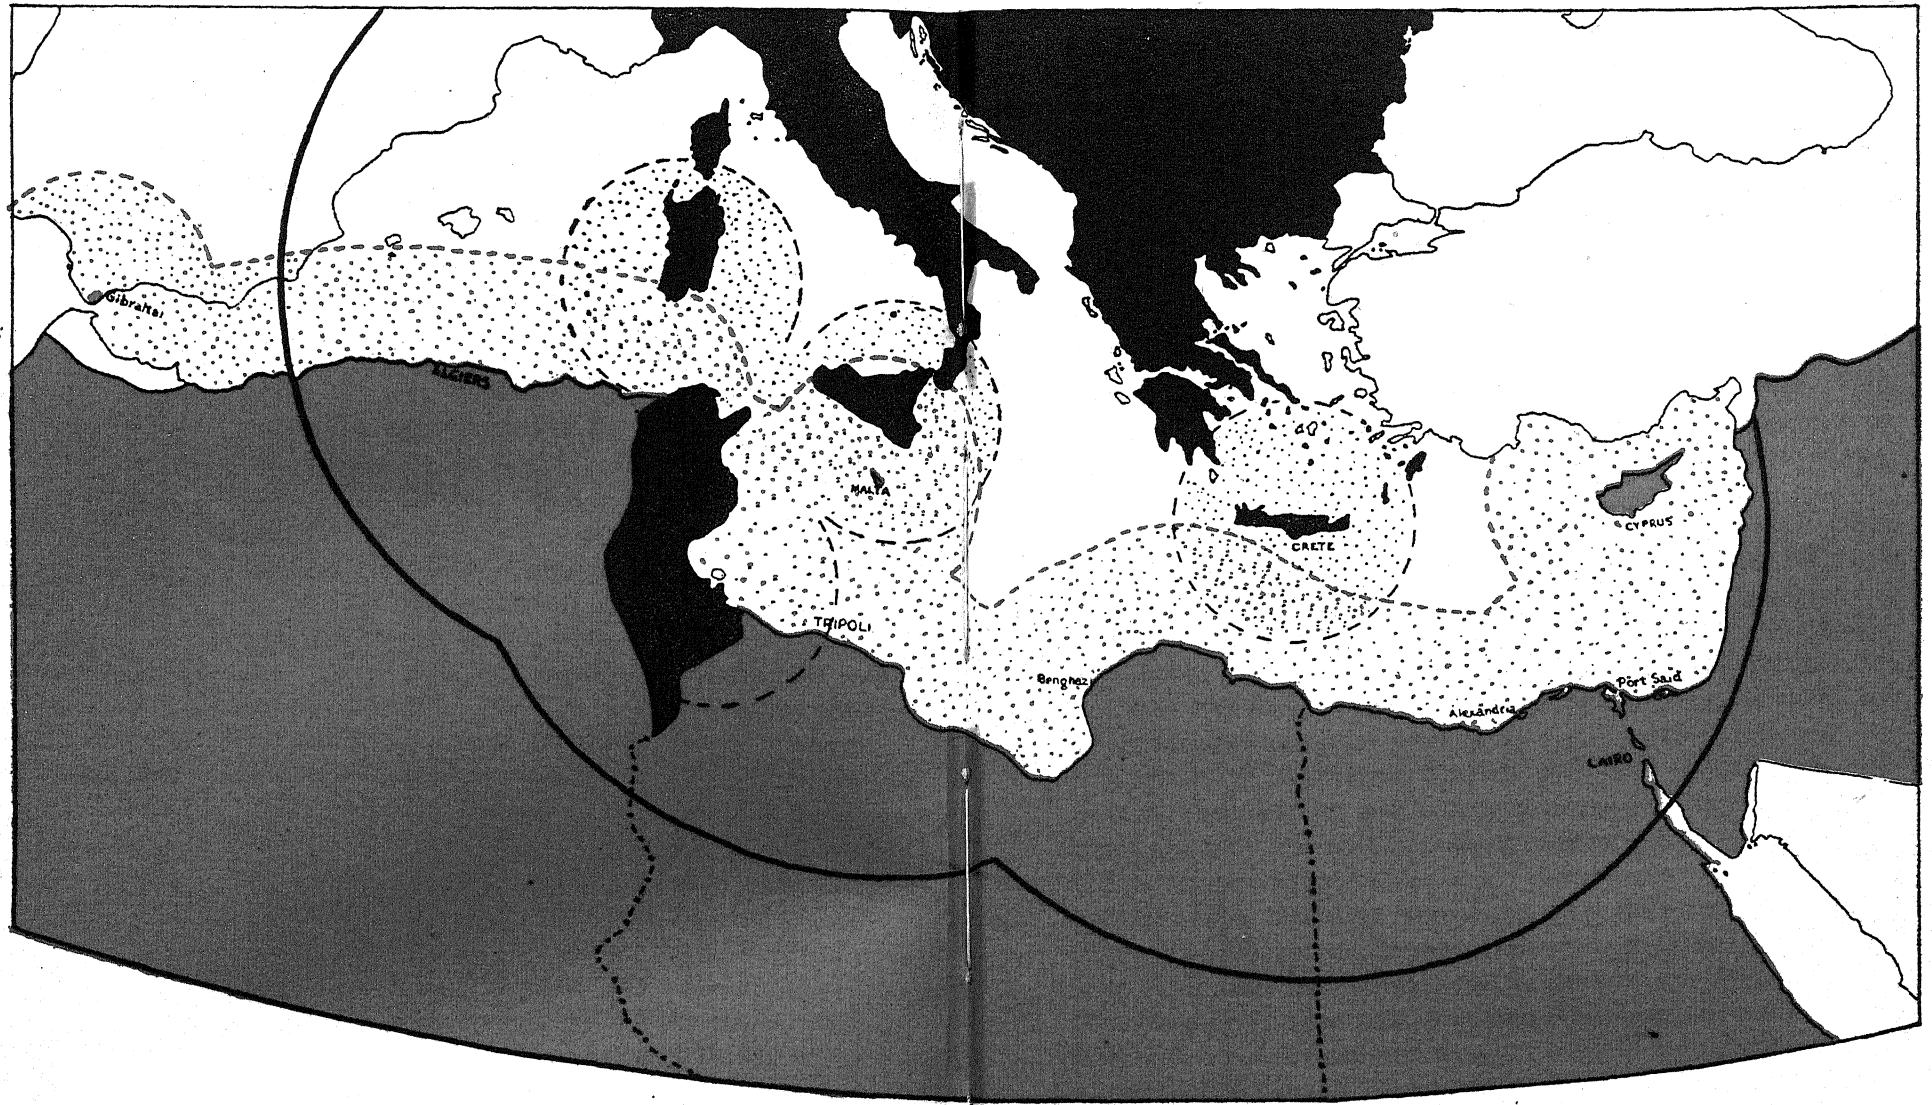 Gibraltar
ALGIERS
MALTA
CRETE
CYPRUS
TRIPOLI
Benghazi
Port Said
Alexandria
CAIRO